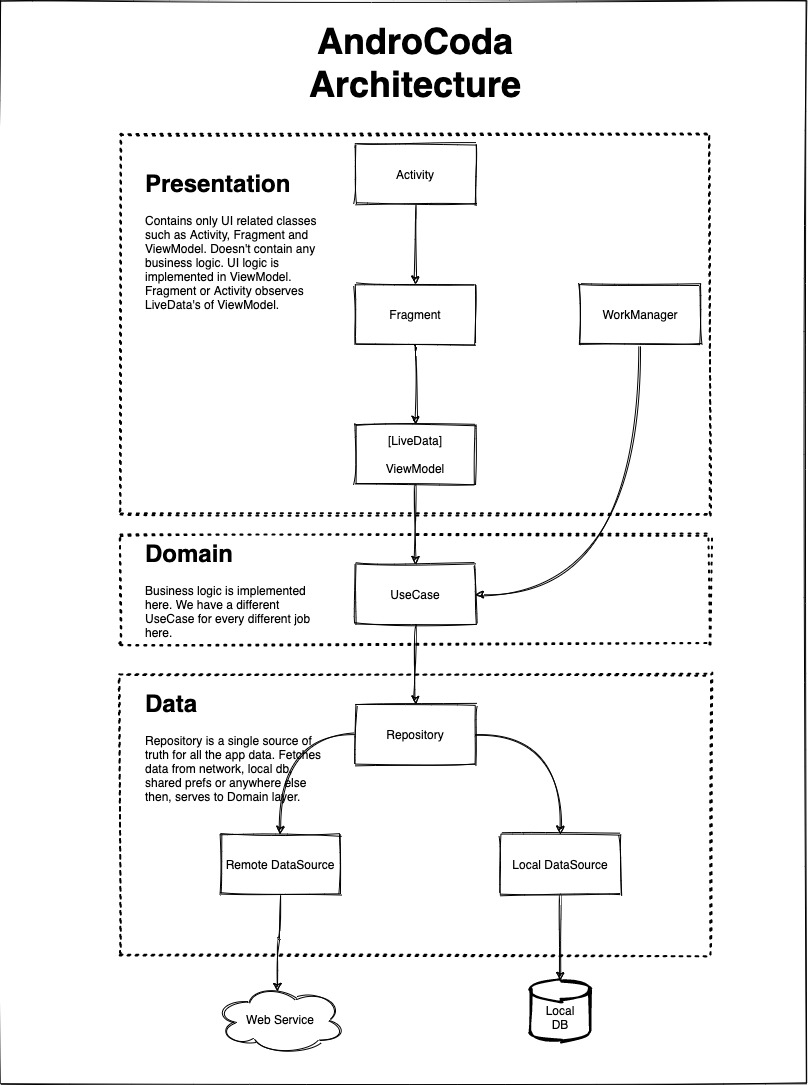 AndroCoda
Architecture
Presentation
Contains only UI related classes
such as Activity, Fragment and
ViewModel. Doesn't contain any
business logic. UI logic is
implemented in ViewModel.
Fragment or Activity observes
LiveData's of ViewModel.
Activity
Fragment
WorkManager
[LiveData]
ViewModel
Domain
Business logic is implemented
here. We have a different
UseCase for every different job
here.
UseCase
Data
Repository is a single source of
truth for all the app data. Fetches
data from network, local db,
shared prefs or anywhere else
then, serves to Domain layer.
Repository
Remote DataSource
Local DataSource
Web Service
Local
DB